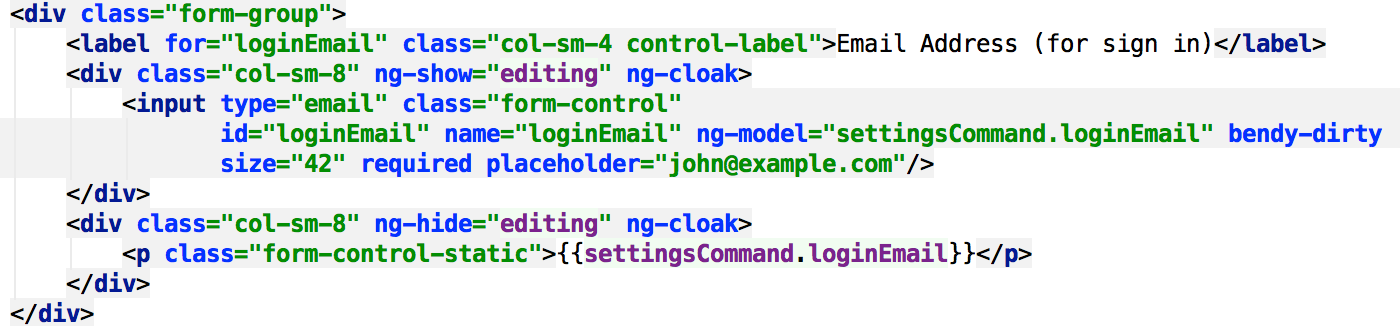 <div class="form-group">
<label for="loginEmail" class="col-sm-4 control-label">Email Address (for sign in)</label>
<div class="col-sm-8" ng-show="editing" ng-cloak>
<input type="email" class="form-control"
id="loginEmail" name="loginEmail" ng-model="settingsCommand.loginEmail" bendy-dirty
size="42" required placeholder="john@example.com"/>
</div>
<div class="col-sm-8" ng-hide="editing" ng-cloak>
<p class="form-control-static">{{settingsCommand.loginEmail}}</p>
</div>
</div>